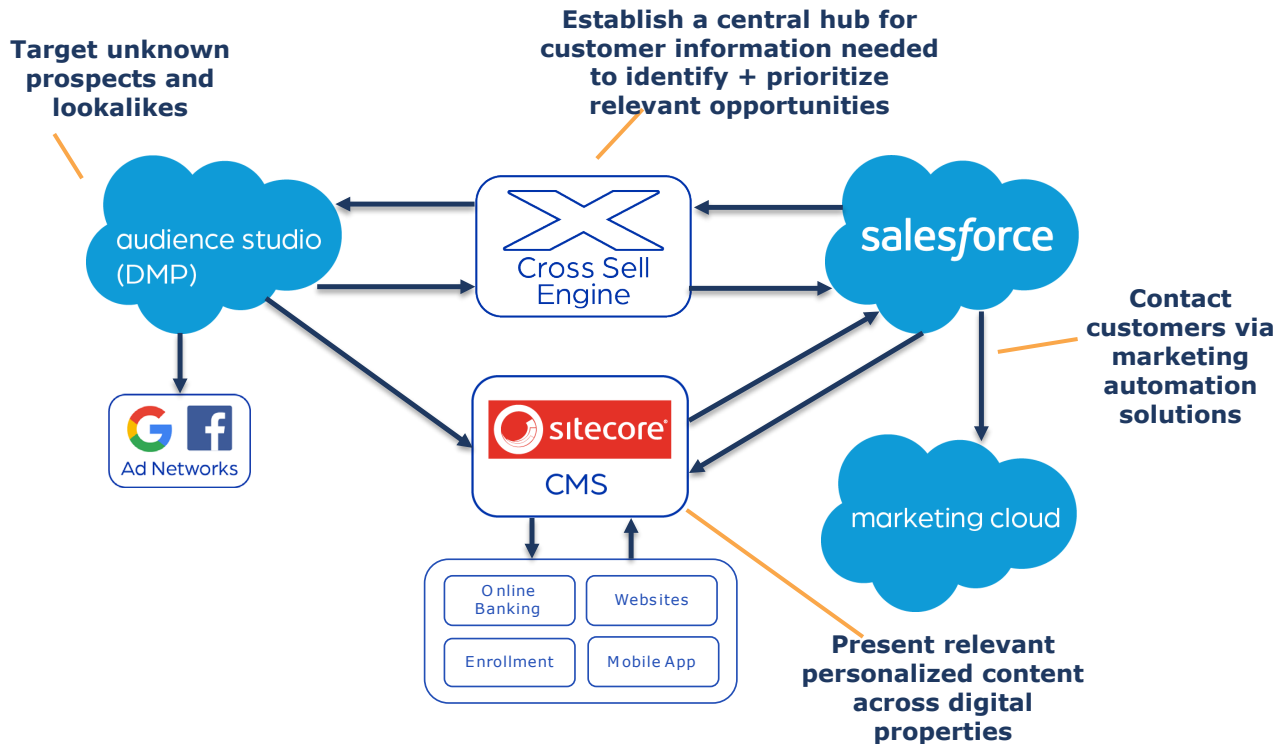 Target unknown
prospects and
lookalikes
Establish a central hub for
customer information needed
to identify + prioritize
relevant opportunities
audience studio
(DMP)
Cross Sell
Engine
salesforce
Contact
customers via
marketing
automation
solutions
Ad Networks
sitecore
CMS
marketing cloud
Online
Banking
Websites
Enrollment
Mobile App
Present relevant
personalized content
across digital
properties